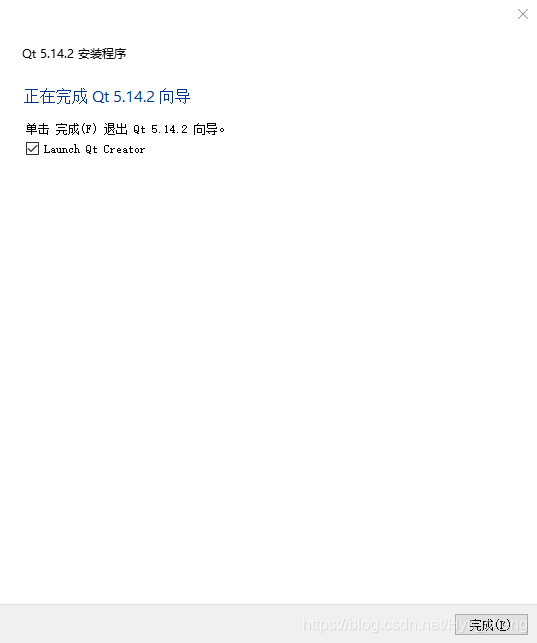 Qt 5.14.2 安装程序
正在完成 Qt 5.14.2 向导
单击 完成(F) 退出 Qt 5.14.2 向导。
Launch Qt Creator
完成(F)
https://blog.csdn.net/